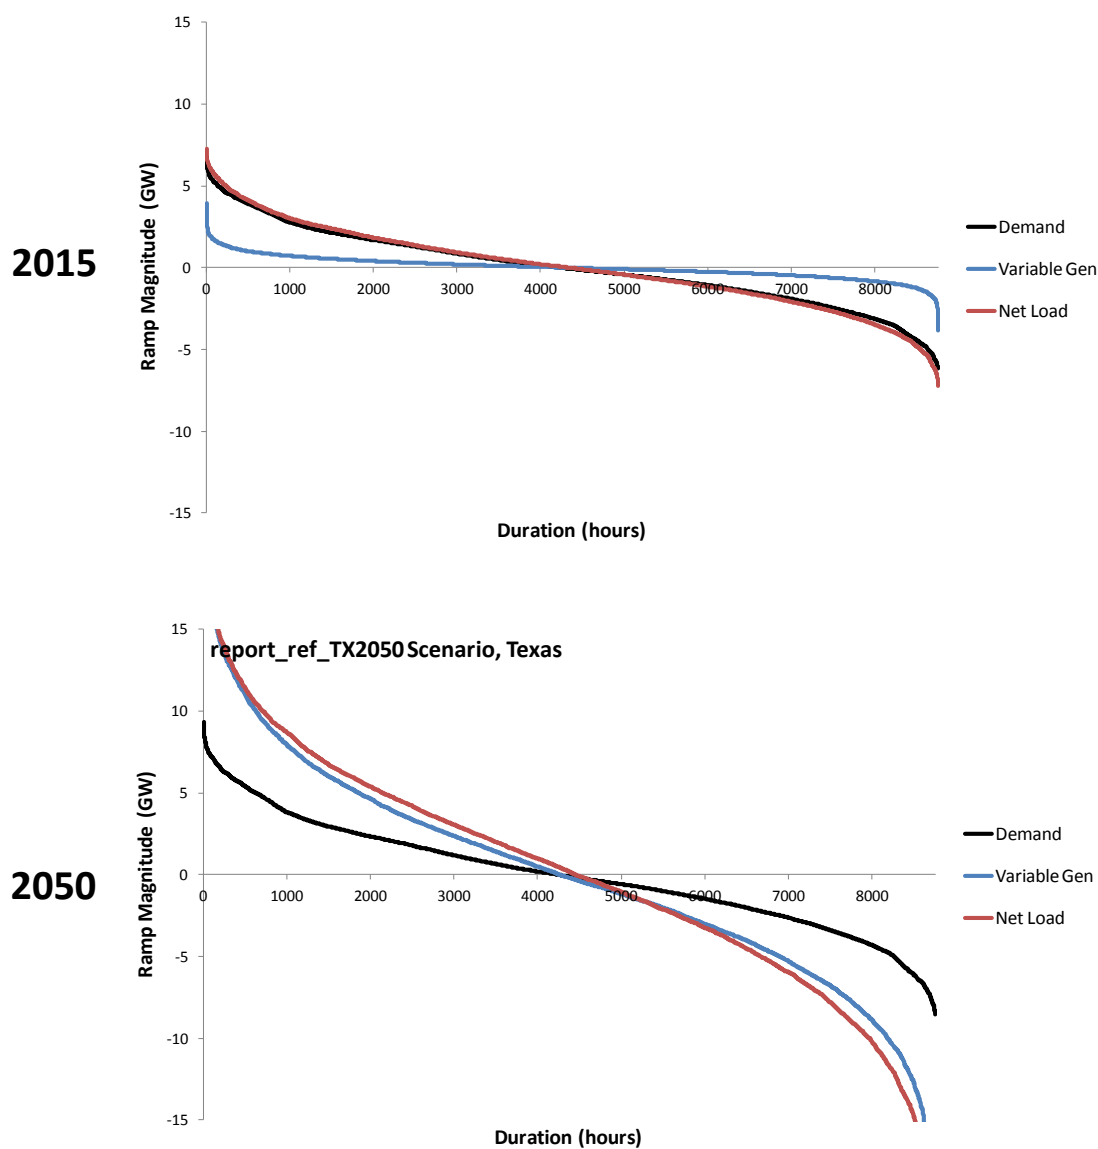 2015
Ramp Magnitude (GW)
15
10
5
0
-5
-10
-15
0 1000 2000 3000 4000 5000 6000 7000 8000
Duration (hours)
Demand
Variable Gen
Net Load
2050
report_ref_TX2050 Scenario, Texas
Ramp Magnitude (GW)
15
10
5
0
-5
-10
-15
0 1000 2000 3000 4000 5000 6000 7000 8000
Duration (hours)
Demand
Variable Gen
Net Load